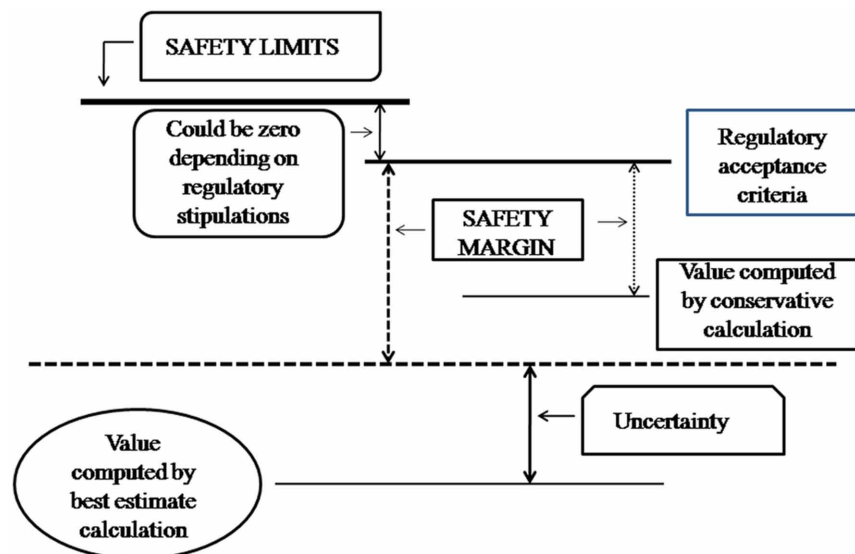 SAFETY LIMITS
Could be zero
depending on
regulatory
stipulations
Regulatory
acceptance
criteria
SAFETY
MARGIN
Value computed
by conservative
calculation
Uncertainty
Value
computed by
best estimate
calculation